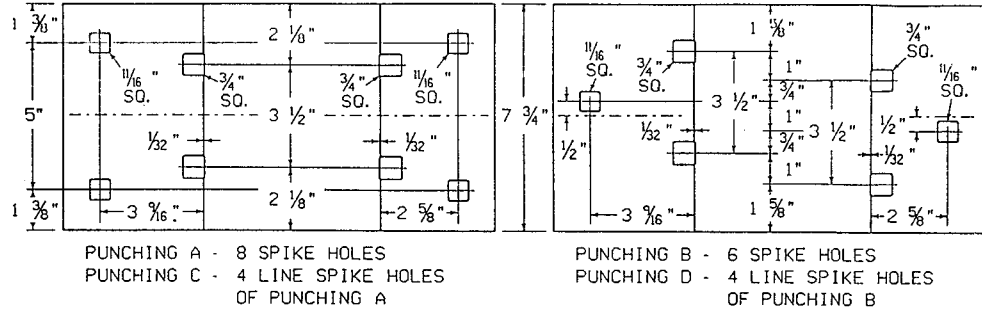 1 3/8"
5"
1 3/8"
11/16"
SQ.
3/4"
SQ.
2 1/8"
3/4"
SQ.
11/16"
SQ.
3 1/2"
1/32"
1/32"
2 1/8"
3 9/16"
2 5/8"
7 3/4"
11/16"
SQ.
3/4"
SQ.
1 5/8"
1"
3/4"
1"
3/4"
1"
1 5/8"
3 1/2"
3 1/2"
1/32"
1/2"
3 9/16"
3/4"
SQ.
11/16"
SQ.
1/2"
1/32"
2 5/8"
PUNCHING A - 8 SPIKE HOLES
PUNCHING C - 4 LINE SPIKE HOLES
OF PUNCHING A
PUNCHING B - 6 SPIKE HOLES
PUNCHING D - 4 LINE SPIKE HOLES
OF PUNCHING B